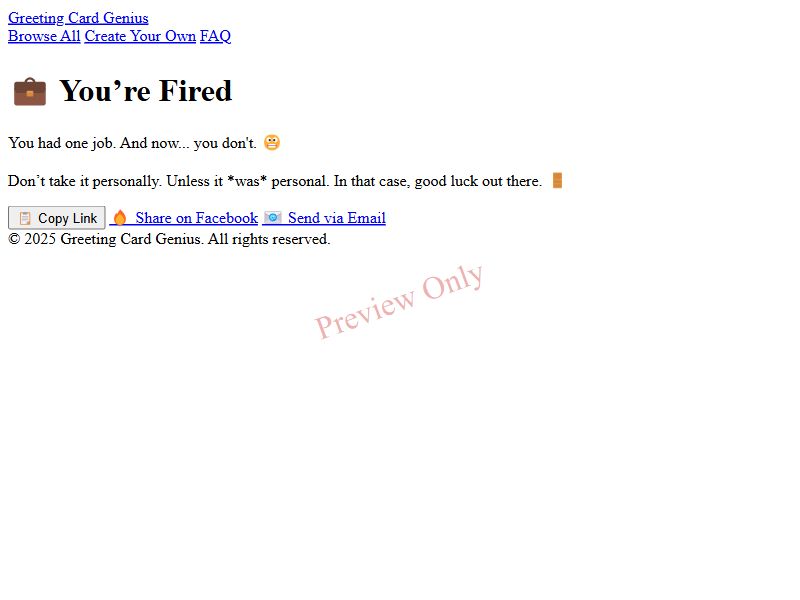 Greeting Card Genius
Browse All Create Your Own FAQ
💼 You’re Fired
You had one job. And now... you don't. 😬
Don’t take it personally. Unless it *was* personal. In that case, good luck out there. 🚪
📋 Copy Link 🔥 Share on Facebook 📧 Send via Email
© 2025 Greeting Card Genius. All rights reserved.
Preview Only